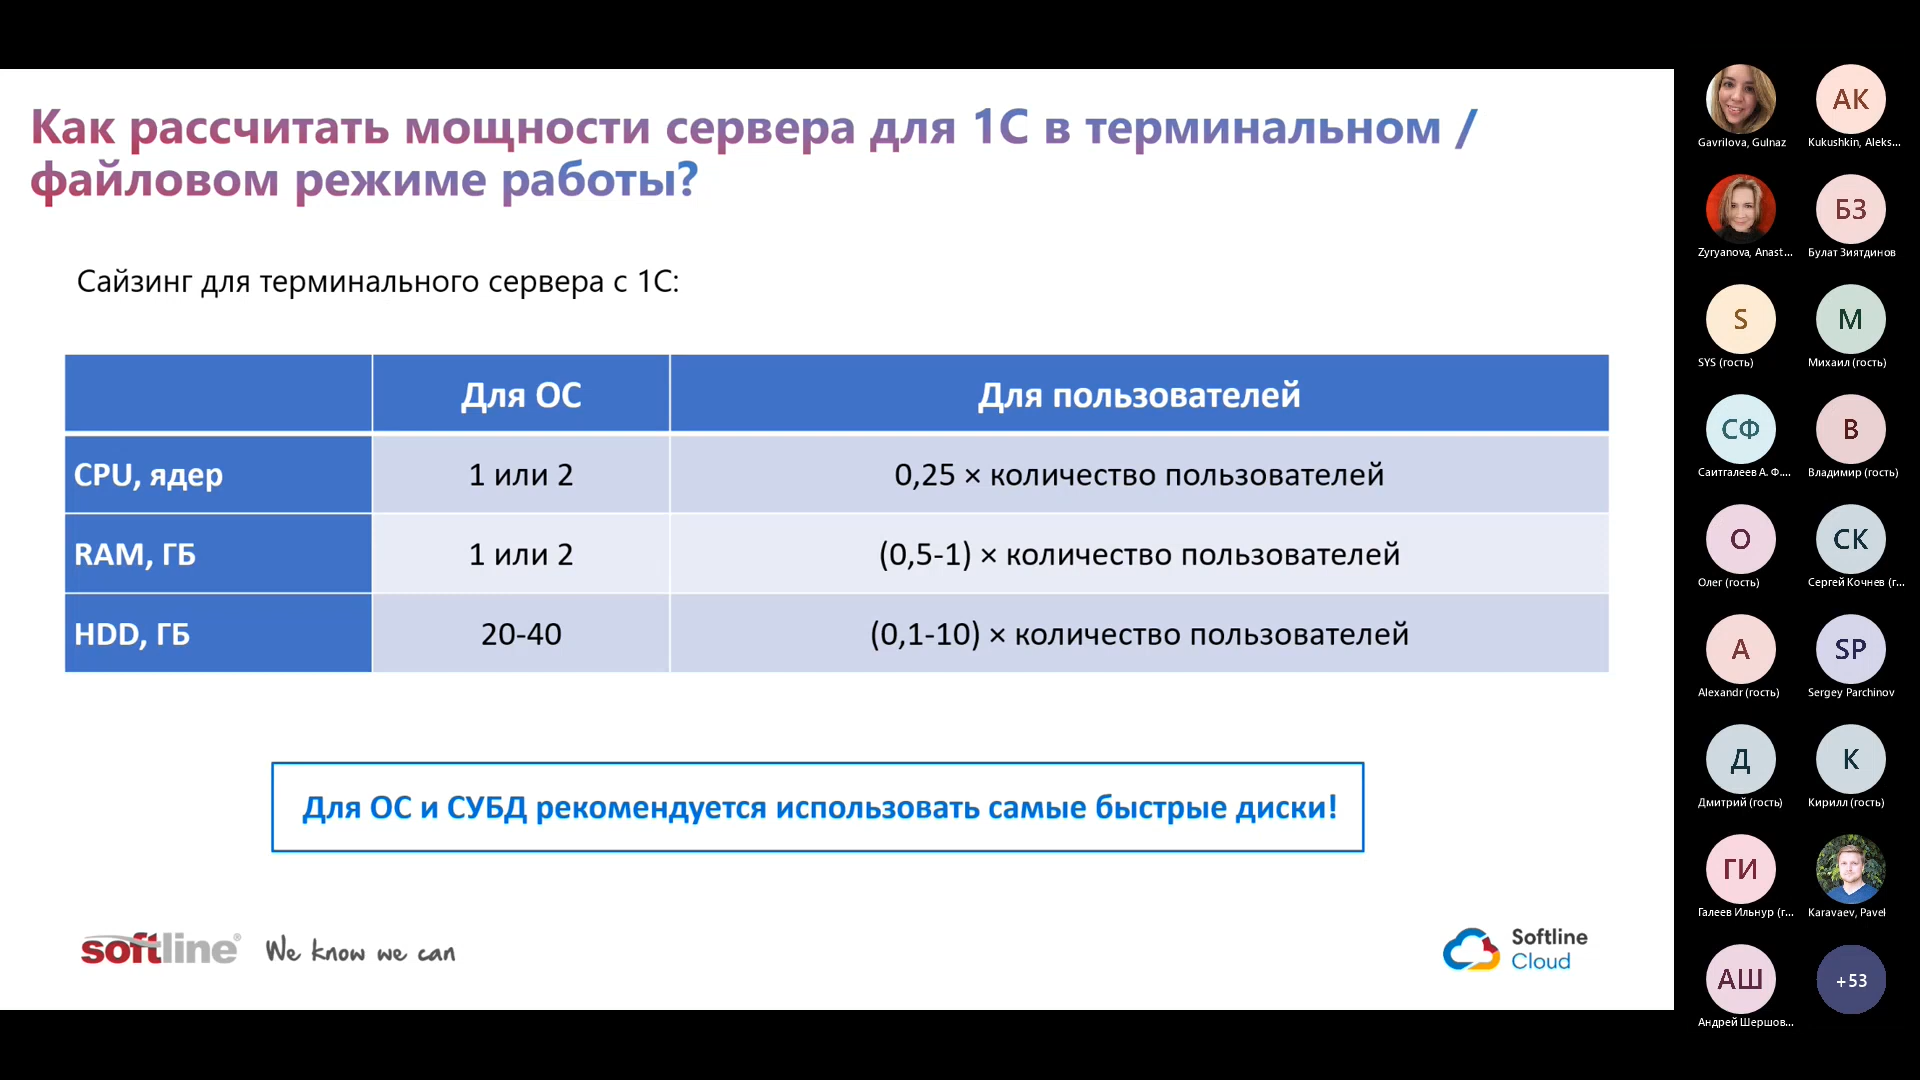 Как рассчитать мощности сервера для 1С в терминальном /
файловом режиме работы?
Сайзинг для терминального сервера с 1С:
Для ОС
Для пользователей
CPU, ядер
1 или 2
0,25 × количество пользователей
RAM, ГБ
1 или 2
(0,5-1) × количество пользователей
HDD, ГБ
20-40
(0,1-10) × количество пользователей
Для ОС и СУБД рекомендуется использовать самые быстрые диски!
softline® We know we can
Softline
Cloud
Gavrilova, Gulnaz
АК
Kukushkin, Aleks...
Zyryanova, Anast...
БЗ
Булат Зиятдинов
S
SYS (гость)
М
Михаил (гость)
СФ
Саитгалеев А. Ф....
В
Владимир (гость)
О
Олег (гость)
СК
Сергей Кочнев (г...
A
Alexandr (гость)
SP
Sergey Parchinov
Д
Дмитрий (гость)
К
Кирилл (гость)
ГИ
Галеев Ильнур (г...
Karavaev, Pavel
АШ
Андрей Шершов...
+53